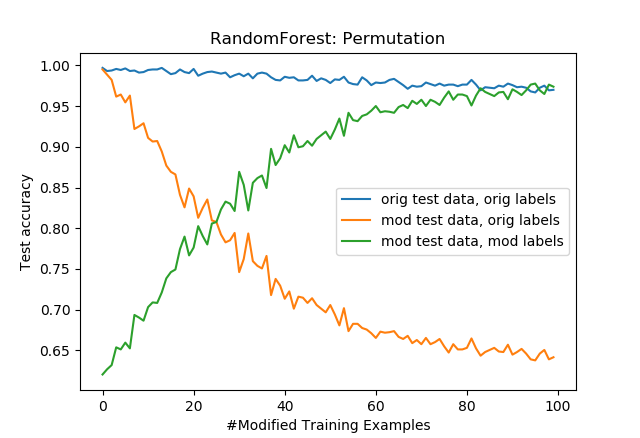 RandomForest: Permutation
Test accuracy
1.00
0.95
0.90
0.85
0.80
0.75
0.70
0.65
orig test data, orig labels
mod test data, orig labels
mod test data, mod labels
0 20 40 60 80 100
#Modified Training Examples